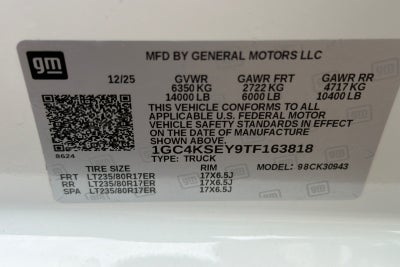 gm
MFD BY GENERAL MOTORS LLC
12/25 GVWR GAWR FRT GAWR RR
6350 KG 2722 KG 4717 KG
14000 LB 6000 LB 10400 LB
THIS VEHICLE CONFORMS TO ALL
APPLICABLE U.S. FEDERAL MOTOR
VEHICLE SAFETY STANDARDS IN EFFECT
ON THE DATE OF MANUFACTURE
SHOWN ABOVE.
8624
1GC4KSEY9TF163818
TYPE: TRUCK MODEL: 98CK30943
TIRE SIZE RIM
FRT LT235/80R17ER 17X6.5J
RR LT235/80R17ER 17X6.5J
SPA LT235/80R17ER 17X6.5J